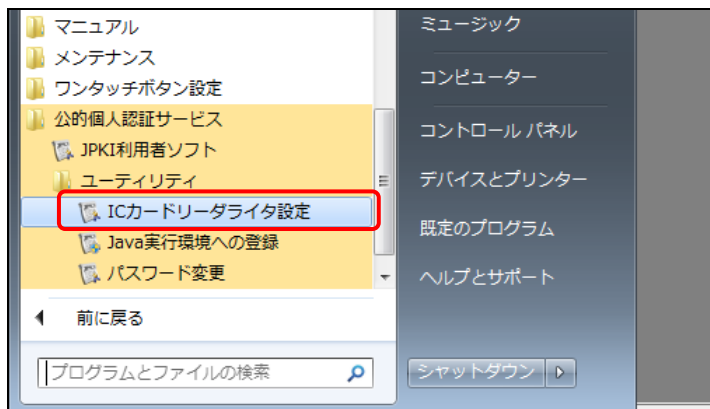 マニュアル
メンテナンス
ワンタッチボタン設定
公的個人認証サービス
JPKI利用者ソフト
ユーティリティ
ICカードリーダライタ設定
Java実行環境への登録
パスワード変更
前に戻る
プログラムとファイルの検索
ミュージック
コンピューター
コントロール パネル
デバイスとプリンター
既定のプログラム
ヘルプとサポート
シャットダウン